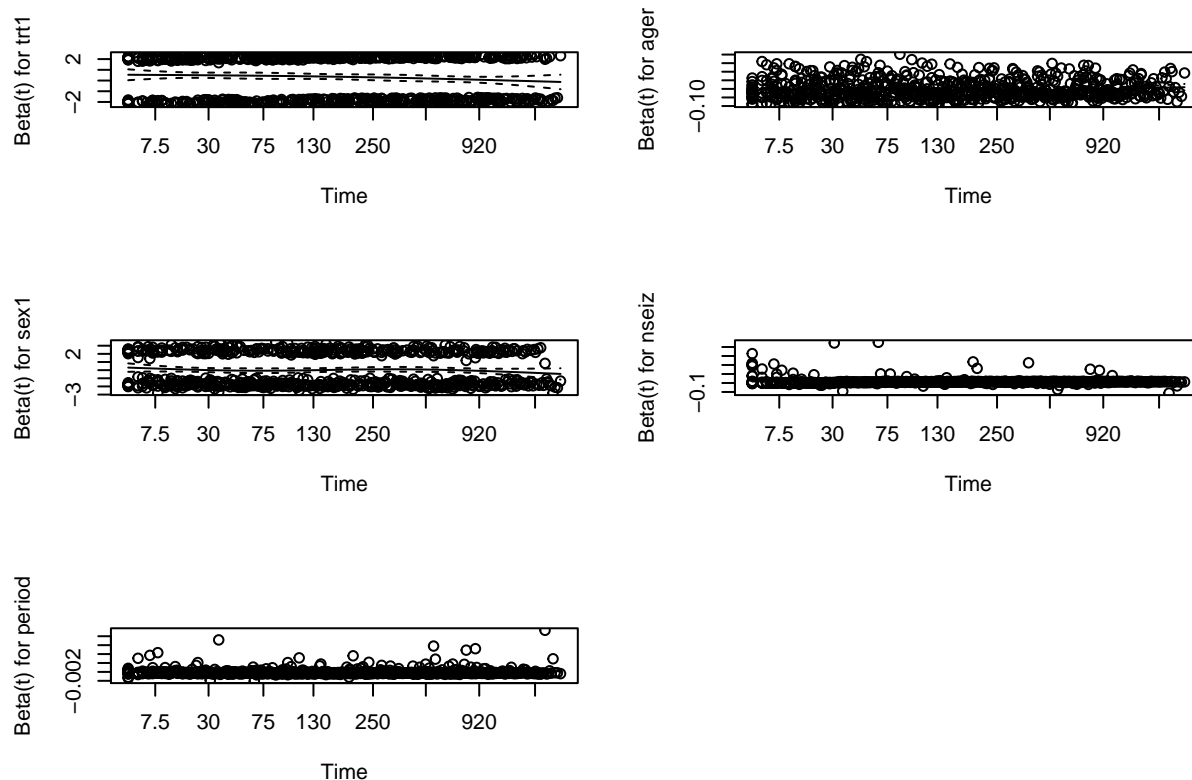 Beta(t) for trt1
2
−2
7.5 30 75 130 250 920
Time
Beta(t) for ager
−0.10
7.5 30 75 130 250 920
Time
Beta(t) for sex1
2
−3
7.5 30 75 130 250 920
Time
Beta(t) for nseiz
−0.1
7.5 30 75 130 250 920
Time
Beta(t) for period
−0.002
7.5 30 75 130 250 920
Time